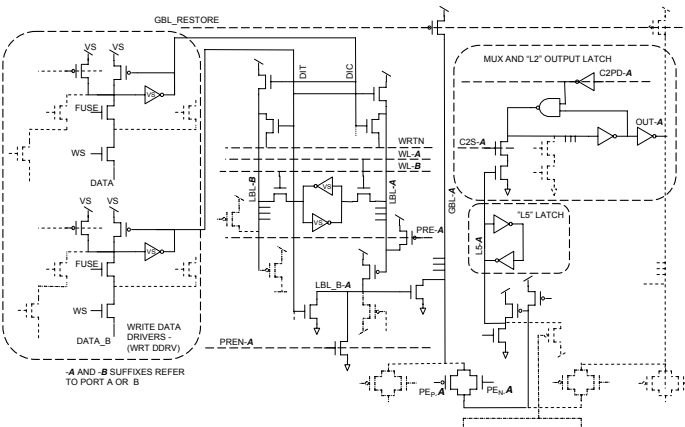 GBL_RESTORE
VS VS
VS
FUSE
WS
DATA
VS VS
VS
FUSE
WS
DATA_B
WRITE DATA
DRIVERS -
(WRT DDRV)
-A AND -B SUFFIXES REFER
TO PORT A OR B
DIT
DIC
WRTN
WL-A
WL-B
LBL-B
LBL-A
VS
VS
PRE-A
LBL_B-A
PREN-A
GBL-A
MUX AND "L2" OUTPUT LATCH
C2PD-A
OUT-A
C2S-A
"L5" LATCH
L5-A
PEP-A
PEN-A